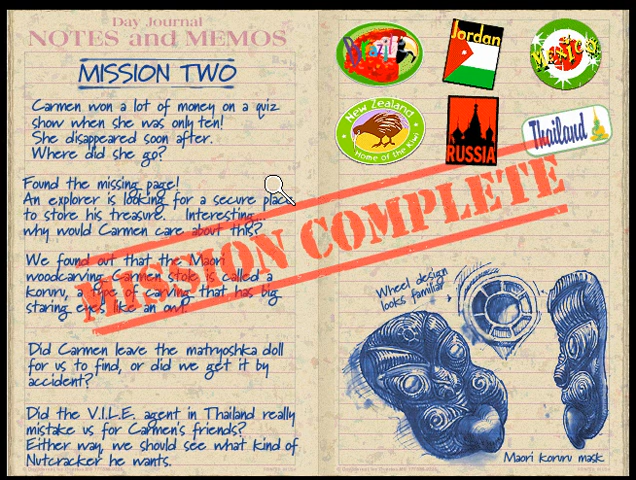 Day Journal
NOTES and MEMOS
MISSION TWO
Carmen won a lot of money on a quiz
show when she was only ten!
She disappeared soon after.
Where did she go?
Found the missing page!
An explorer is looking for a secure place
to store his treasure. Interesting...
why would Carmen care about this?
We found out that the Maori
woodcarving Carmen stole is called a
koruru, a type of carving that has big
staring eyes like an owl.
Did Carmen leave the matryoshka doll
for us to find, or did we get it by
accident?
Did the V.I.L.E. agent in Thailand really
mistake us for Carmen's friends?
Either way, we should see what kind of
Nutcracker he wants.
Brazil
Jordan
Mexico
New Zealand
Home of the Kiwi
RUSSIA
Thailand
MISSION COMPLETE
Wheel design
looks familiar
Maori koruru mask